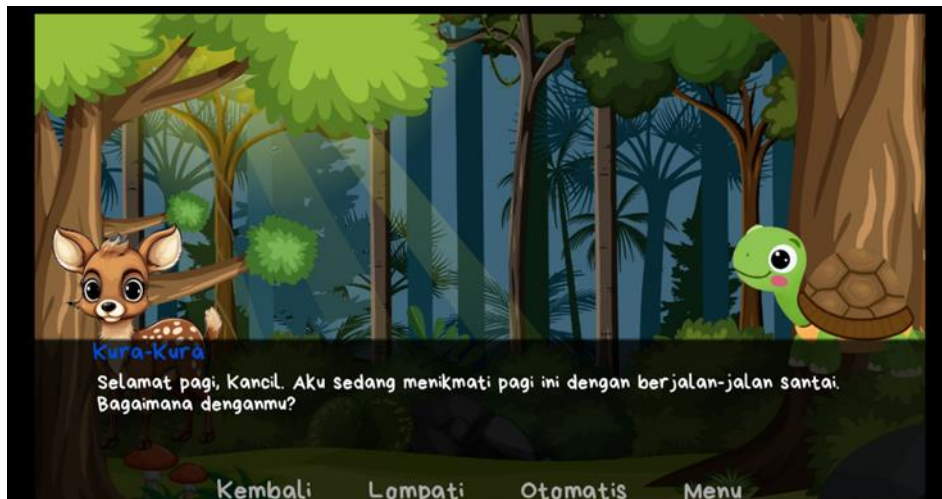 Kura-Kura
Selamat pagi, Kancil. Aku sedang menikmati pagi ini dengan berjalan-jalan santai.
Bagaimana denganmu?
Kembali Lompati Otomatis Menu